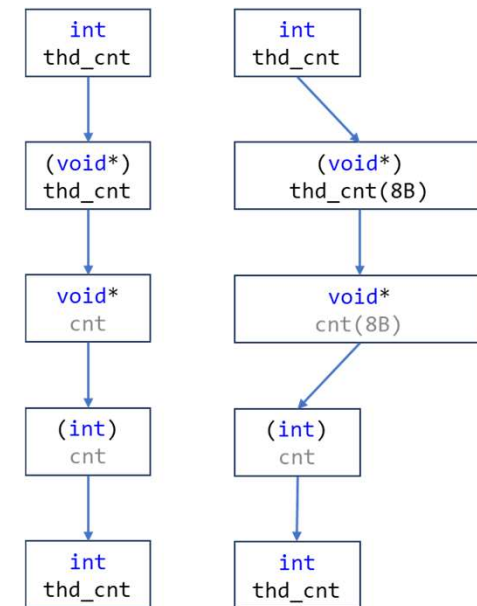 int
thd_cnt
(void*)
thd_cnt
void*
cnt
(int)
cnt
int
thd_cnt
int
thd_cnt
(void*)
thd_cnt(8B)
void*
cnt(8B)
(int)
cnt
int
thd_cnt